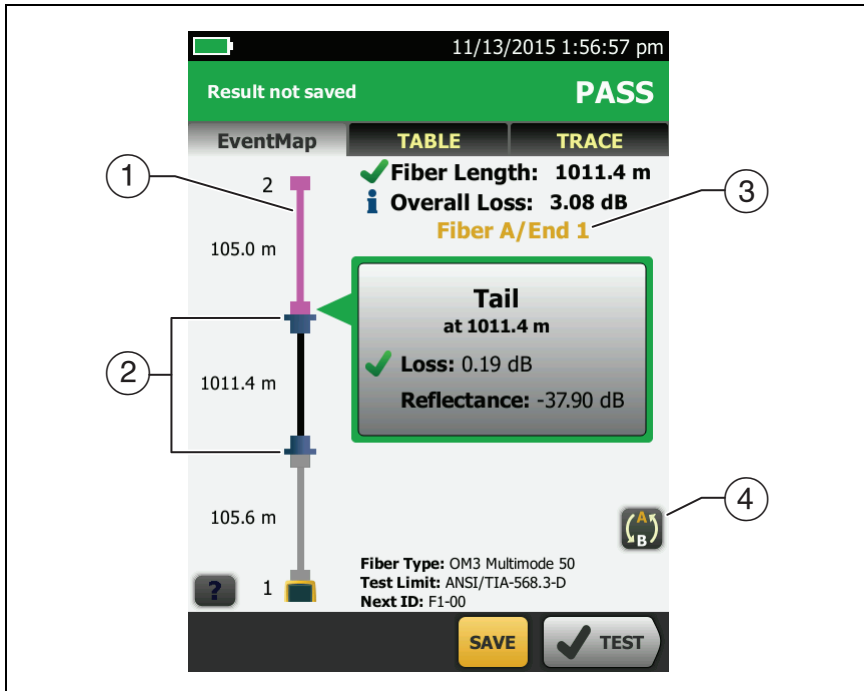 11/13/2015 1:56:57 pm
Result not saved PASS
EventMap TABLE TRACE
1
2
Fiber Length: 1011.4 m
i Overall Loss: 3.08 dB
3
Fiber A/End 1
105.0 m
Tail
at 1011.4 m
2
Loss: 0.19 dB
1011.4 m
Reflectance: -37.90 dB
4
105.6 m
A
B
Fiber Type: OM3 Multimode 50
Test Limit: ANSI/TIA-568.3-D
? 1
Next ID: F1-00
SAVE TEST